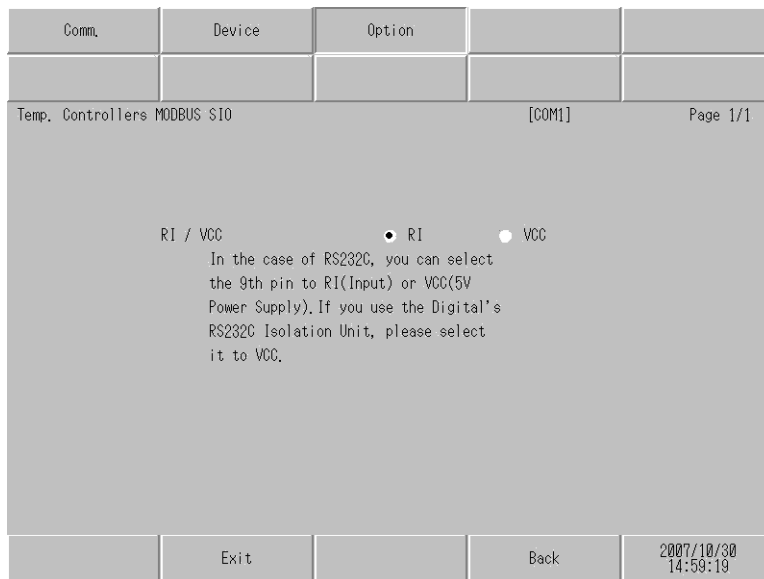 Comm. Device Option
Temp. Controllers MODBUS SIO [COM1] Page 1/1
RI / VCC RI VCC
In the case of RS232C, you can select
the 9th pin to RI(Input) or VCC(5V
Power Supply).If you use the Digital's
RS232C Isolation Unit, please select
it to VCC.
Exit Back 2007/10/30
14:59:19